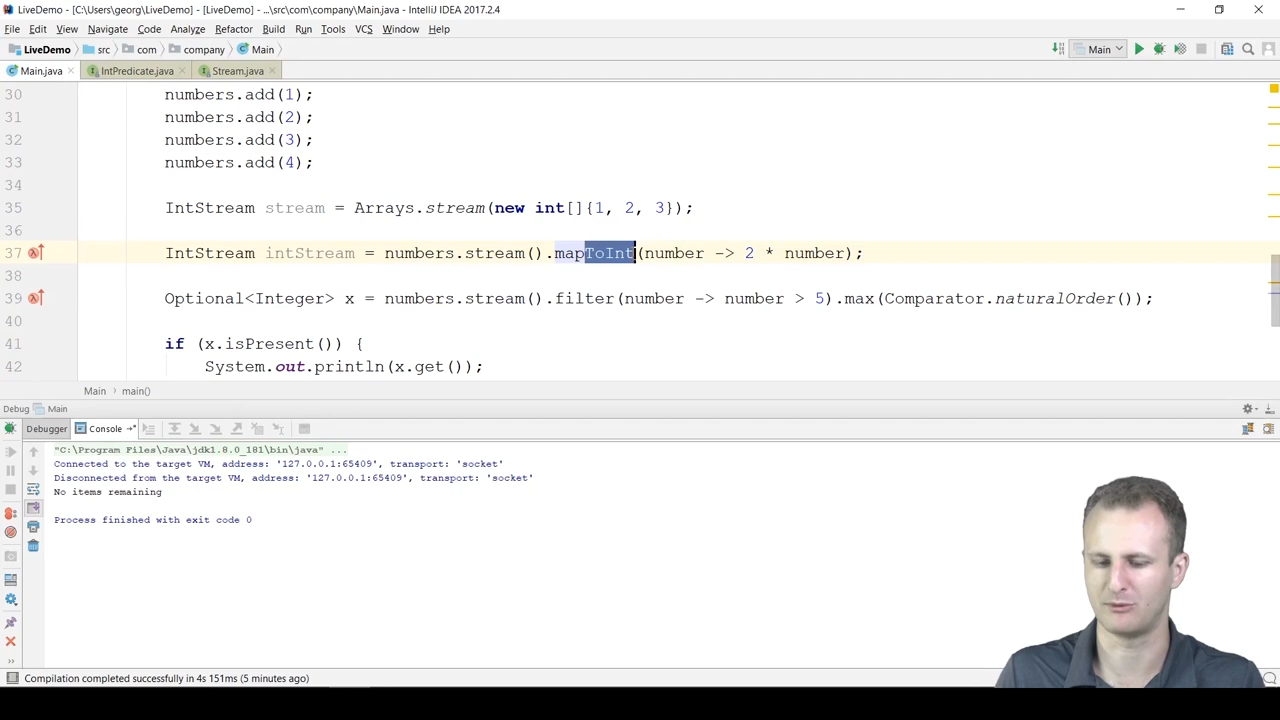 LiveDemo - [C:\Users\georg\LiveDemo] - [LiveDemo] - ...\src\com\company\Main.java - IntelliJ IDEA 2017.2.4
File Edit View Navigate Code Analyze Refactor Build Run Tools VCS Window Help
LiveDemo src com company Main Main
Main.java IntPredicate.java Stream.java
30 numbers.add(1);
31 numbers.add(2);
32 numbers.add(3);
33 numbers.add(4);
34
35 IntStream stream = Arrays.stream(new int[]{1, 2, 3});
36
37 IntStream intStream = numbers.stream().mapToInt(number -> 2 * number);
38
39 Optional<Integer> x = numbers.stream().filter(number -> number > 5).max(Comparator.naturalOrder());
40
41 if (x.isPresent()) {
42 System.out.println(x.get());
Main main()
Debug Main
Debugger Console
"C:\Program Files\Java\jdk1.8.0_181\bin\java" ...
Connected to the target VM, address: '127.0.0.1:65409', transport: 'socket'
Disconnected from the target VM, address: '127.0.0.1:65409', transport: 'socket'
No items remaining
Process finished with exit code 0
Compilation completed successfully in 4s 151ms (5 minutes ago)